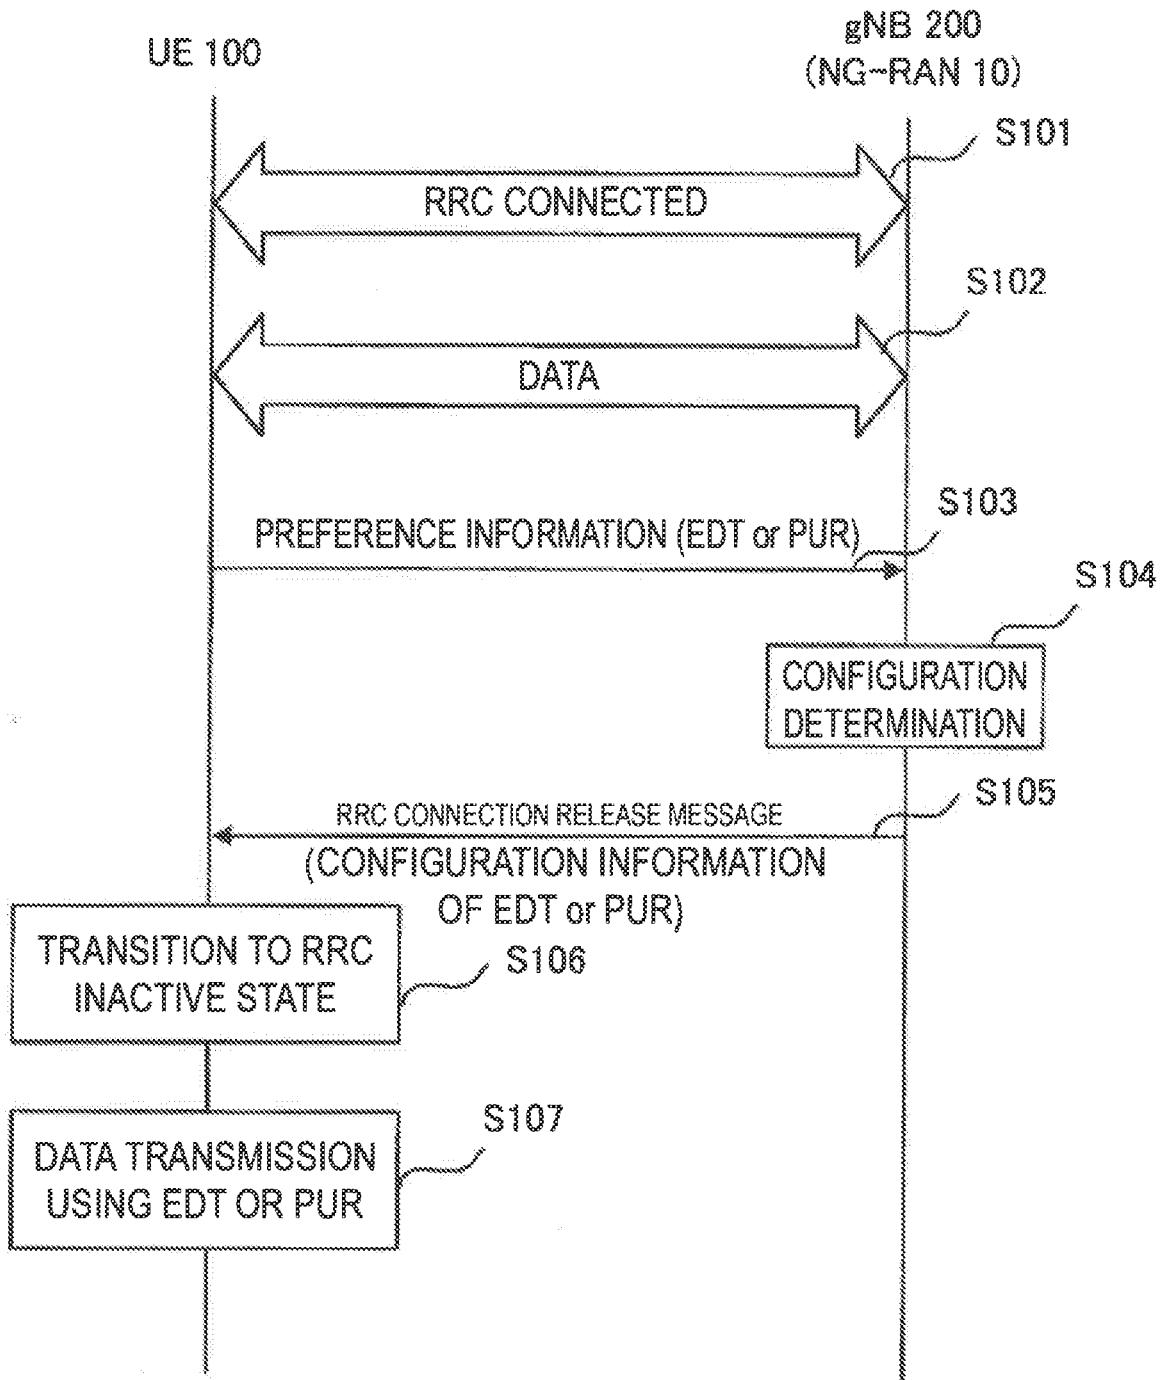 UE 100
gNB 200
(NG-RAN 10)
S101
RRC CONNECTED
S102
DATA
S103
PREFERENCE INFORMATION (EDT or PUR)
S104
CONFIGURATION
DETERMINATION
S105
RRC CONNECTION RELEASE MESSAGE
(CONFIGURATION INFORMATION
OF EDT or PUR)
TRANSITION TO RRC
INACTIVE STATE
S106
DATA TRANSMISSION
USING EDT OR PUR
S107